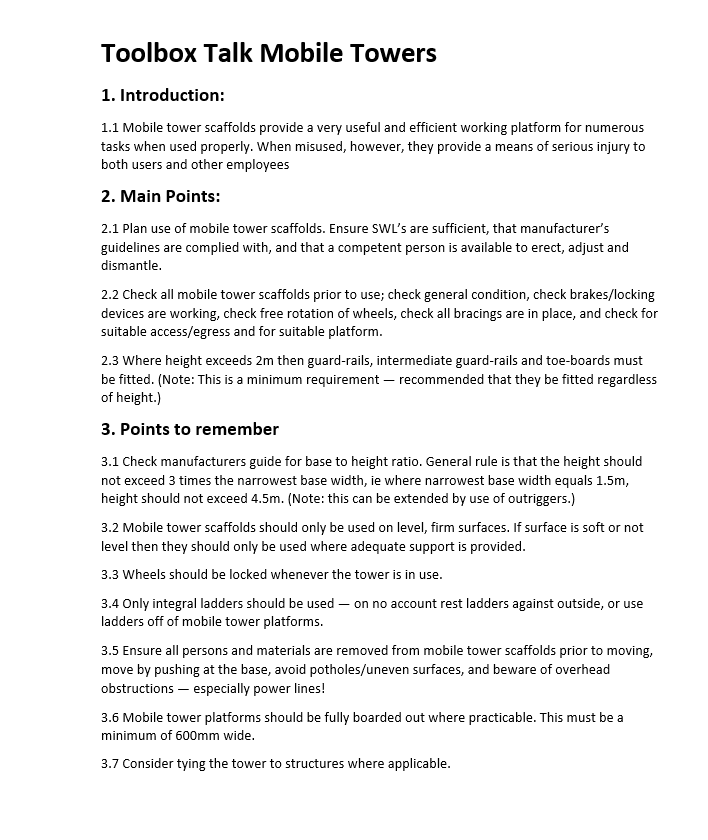 Toolbox Talk Mobile Towers
1. Introduction:
1.1 Mobile tower scaffolds provide a very useful and efficient working platform for numerous
tasks when used properly. When misused, however, they provide a means of serious injury to
both users and other employees
2. Main Points:
2.1 Plan use of mobile tower scaffolds. Ensure SWL’s are sufficient, that manufacturer’s
guidelines are complied with, and that a competent person is available to erect, adjust and
dismantle.
2.2 Check all mobile tower scaffolds prior to use; check general condition, check brakes/locking
devices are working, check free rotation of wheels, check all bracings are in place, and check for
suitable access/egress and for suitable platform.
2.3 Where height exceeds 2m then guard-rails, intermediate guard-rails and toe-boards must
be fitted. (Note: This is a minimum requirement — recommended that they be fitted regardless
of height.)
3. Points to remember
3.1 Check manufacturers guide for base to height ratio. General rule is that the height should
not exceed 3 times the narrowest base width, ie where narrowest base width equals 1.5m,
height should not exceed 4.5m. (Note: this can be extended by use of outriggers.)
3.2 Mobile tower scaffolds should only be used on level, firm surfaces. If surface is soft or not
level then they should only be used where adequate support is provided.
3.3 Wheels should be locked whenever the tower is in use.
3.4 Only integral ladders should be used — on no account rest ladders against outside, or use
ladders off of mobile tower platforms.
3.5 Ensure all persons and materials are removed from mobile tower scaffolds prior to moving,
move by pushing at the base, avoid potholes/uneven surfaces, and beware of overhead
obstructions — especially power lines!
3.6 Mobile tower platforms should be fully boarded out where practicable. This must be a
minimum of 600mm wide.
3.7 Consider tying the tower to structures where applicable.